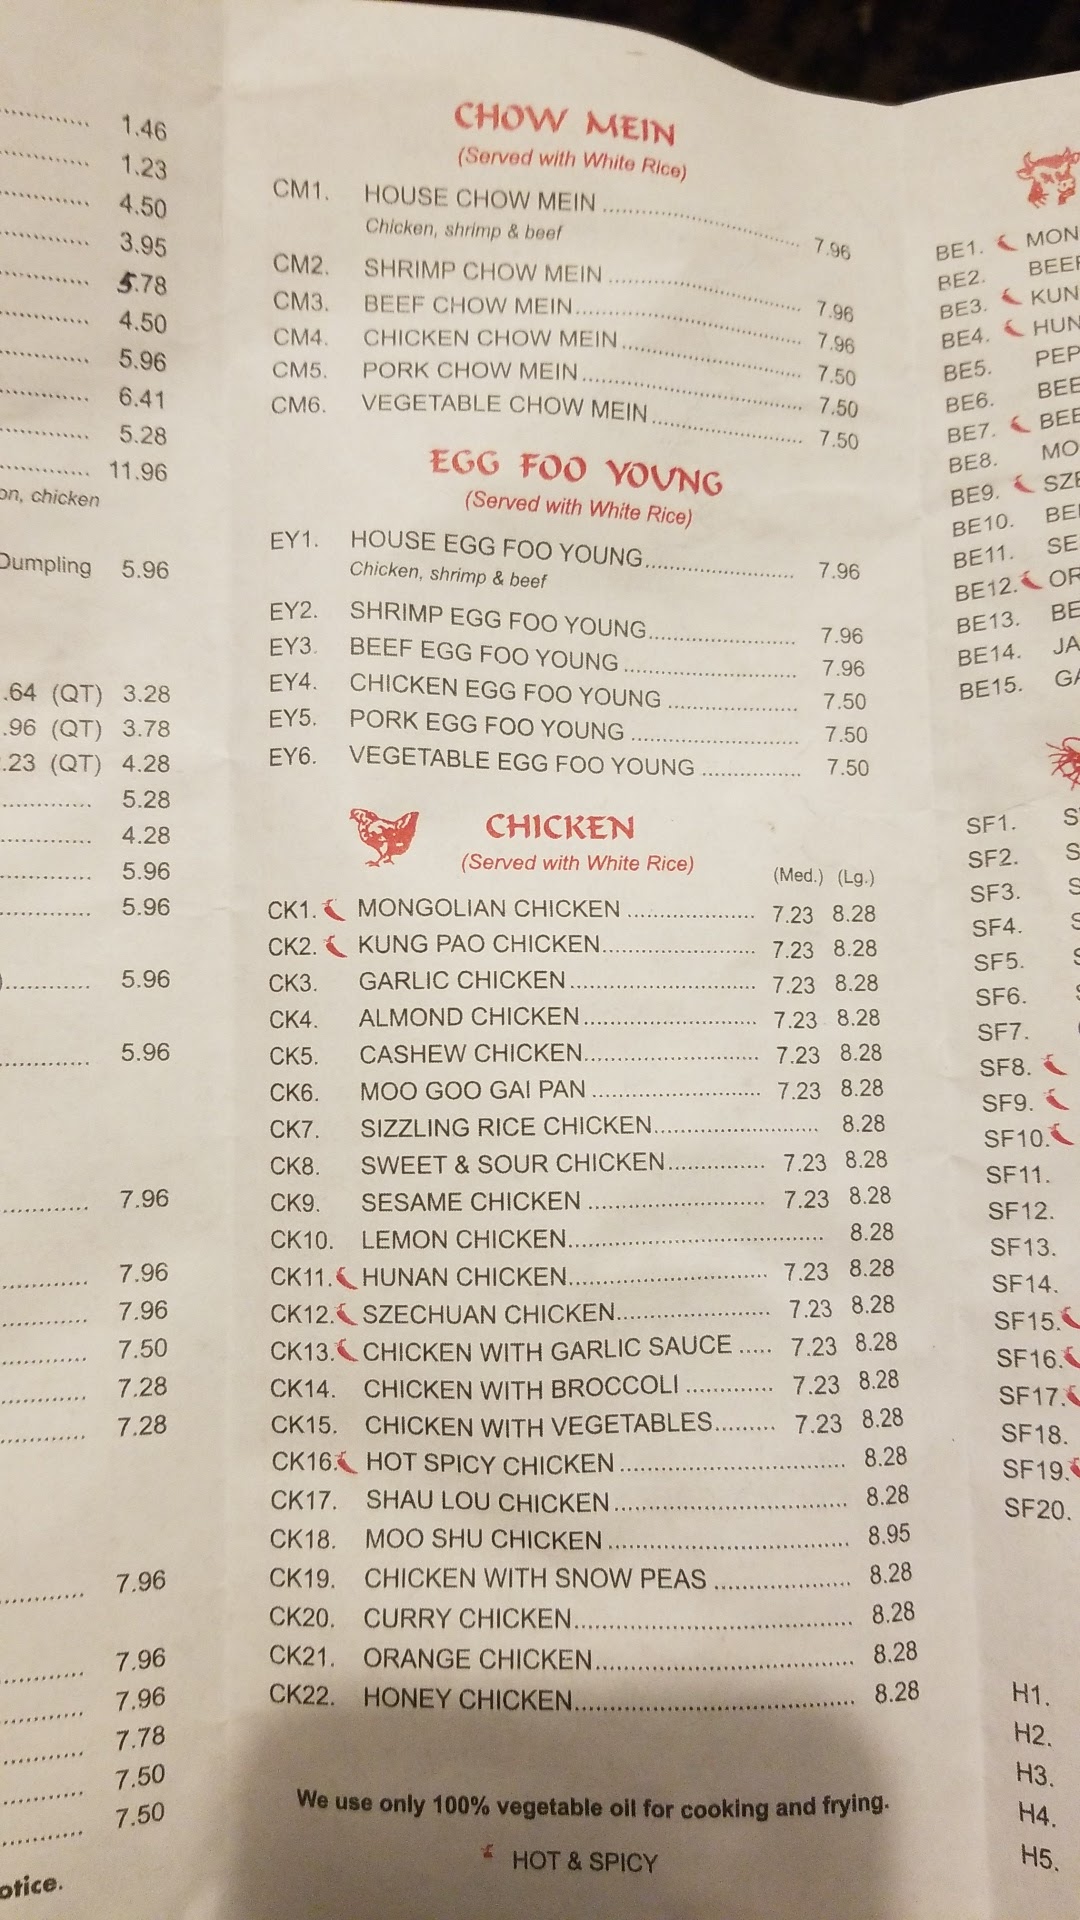 1.46
1.23
4.50
3.95
5.78
4.50
5.96
6.41
5.28
11.96
chicken
Dumpling 5.96
.64 (QT) 3.28
.96 (QT) 3.78
.23 (QT) 4.28
5.28
4.28
5.96
5.96
5.96
5.96
7.96
7.96
7.96
7.50
7.28
7.28
7.96
7.96
7.96
7.78
7.50
7.50
CHOW MEIN
(Served with White Rice)
CM1. HOUSE CHOW MEIN 7.96
Chicken, shrimp & beef
CM2. SHRIMP CHOW MEIN 7.96
CM3. BEEF CHOW MEIN 7.96
CM4. CHICKEN CHOW MEIN 7.50
CM5. PORK CHOW MEIN 7.50
CM6. VEGETABLE CHOW MEIN 7.50
EGG FOO YOUNG
(Served with White Rice)
EY1. HOUSE EGG FOO YOUNG 7.96
Chicken, shrimp & beef
EY2. SHRIMP EGG FOO YOUNG 7.96
EY3. BEEF EGG FOO YOUNG 7.96
EY4. CHICKEN EGG FOO YOUNG 7.50
EY5. PORK EGG FOO YOUNG 7.50
EY6. VEGETABLE EGG FOO YOUNG 7.50
CHICKEN
(Served with White Rice)
(Med.) (Lg.)
CK1. MONGOLIAN CHICKEN 7.23 8.28
CK2. KUNG PAO CHICKEN 7.23 8.28
CK3. GARLIC CHICKEN 7.23 8.28
CK4. ALMOND CHICKEN 7.23 8.28
CK5. CASHEW CHICKEN 7.23 8.28
CK6. MOO GOO GAI PAN 7.23 8.28
CK7. SIZZLING RICE CHICKEN 8.28
CK8. SWEET & SOUR CHICKEN 7.23 8.28
CK9. SESAME CHICKEN 7.23 8.28
CK10. LEMON CHICKEN 8.28
CK11. HUNAN CHICKEN 7.23 8.28
CK12. SZECHUAN CHICKEN 7.23 8.28
CK13. CHICKEN WITH GARLIC SAUCE 7.23 8.28
CK14. CHICKEN WITH BROCCOLI 7.23 8.28
CK15. CHICKEN WITH VEGETABLES 7.23 8.28
CK16. HOT SPICY CHICKEN 8.28
CK17. SHAU LOU CHICKEN 8.28
CK18. MOO SHU CHICKEN 8.95
CK19. CHICKEN WITH SNOW PEAS 8.28
CK20. CURRY CHICKEN 8.28
CK21. ORANGE CHICKEN 8.28
CK22. HONEY CHICKEN 8.28
We use only 100% vegetable oil for cooking and frying.
HOT & SPICY
BE1. MON
BE2. BEEF
BE3. KUN
BE4. HUN
BE5. PEP
BE6. BEE
BE7. BEE
BE8. MO
BE9. SZE
BE10. BE
BE11. SE
BE12. OR
BE13. BE
BE14. JA
BE15. GA
SF1. S
SF2. S
SF3. S
SF4.
SF5.
SF6.
SF7.
SF8.
SF9.
SF10.
SF11.
SF12.
SF13.
SF14.
SF15.
SF16.
SF17.
SF18.
SF19.
SF20.
H1.
H2.
H3.
H4.
H5.